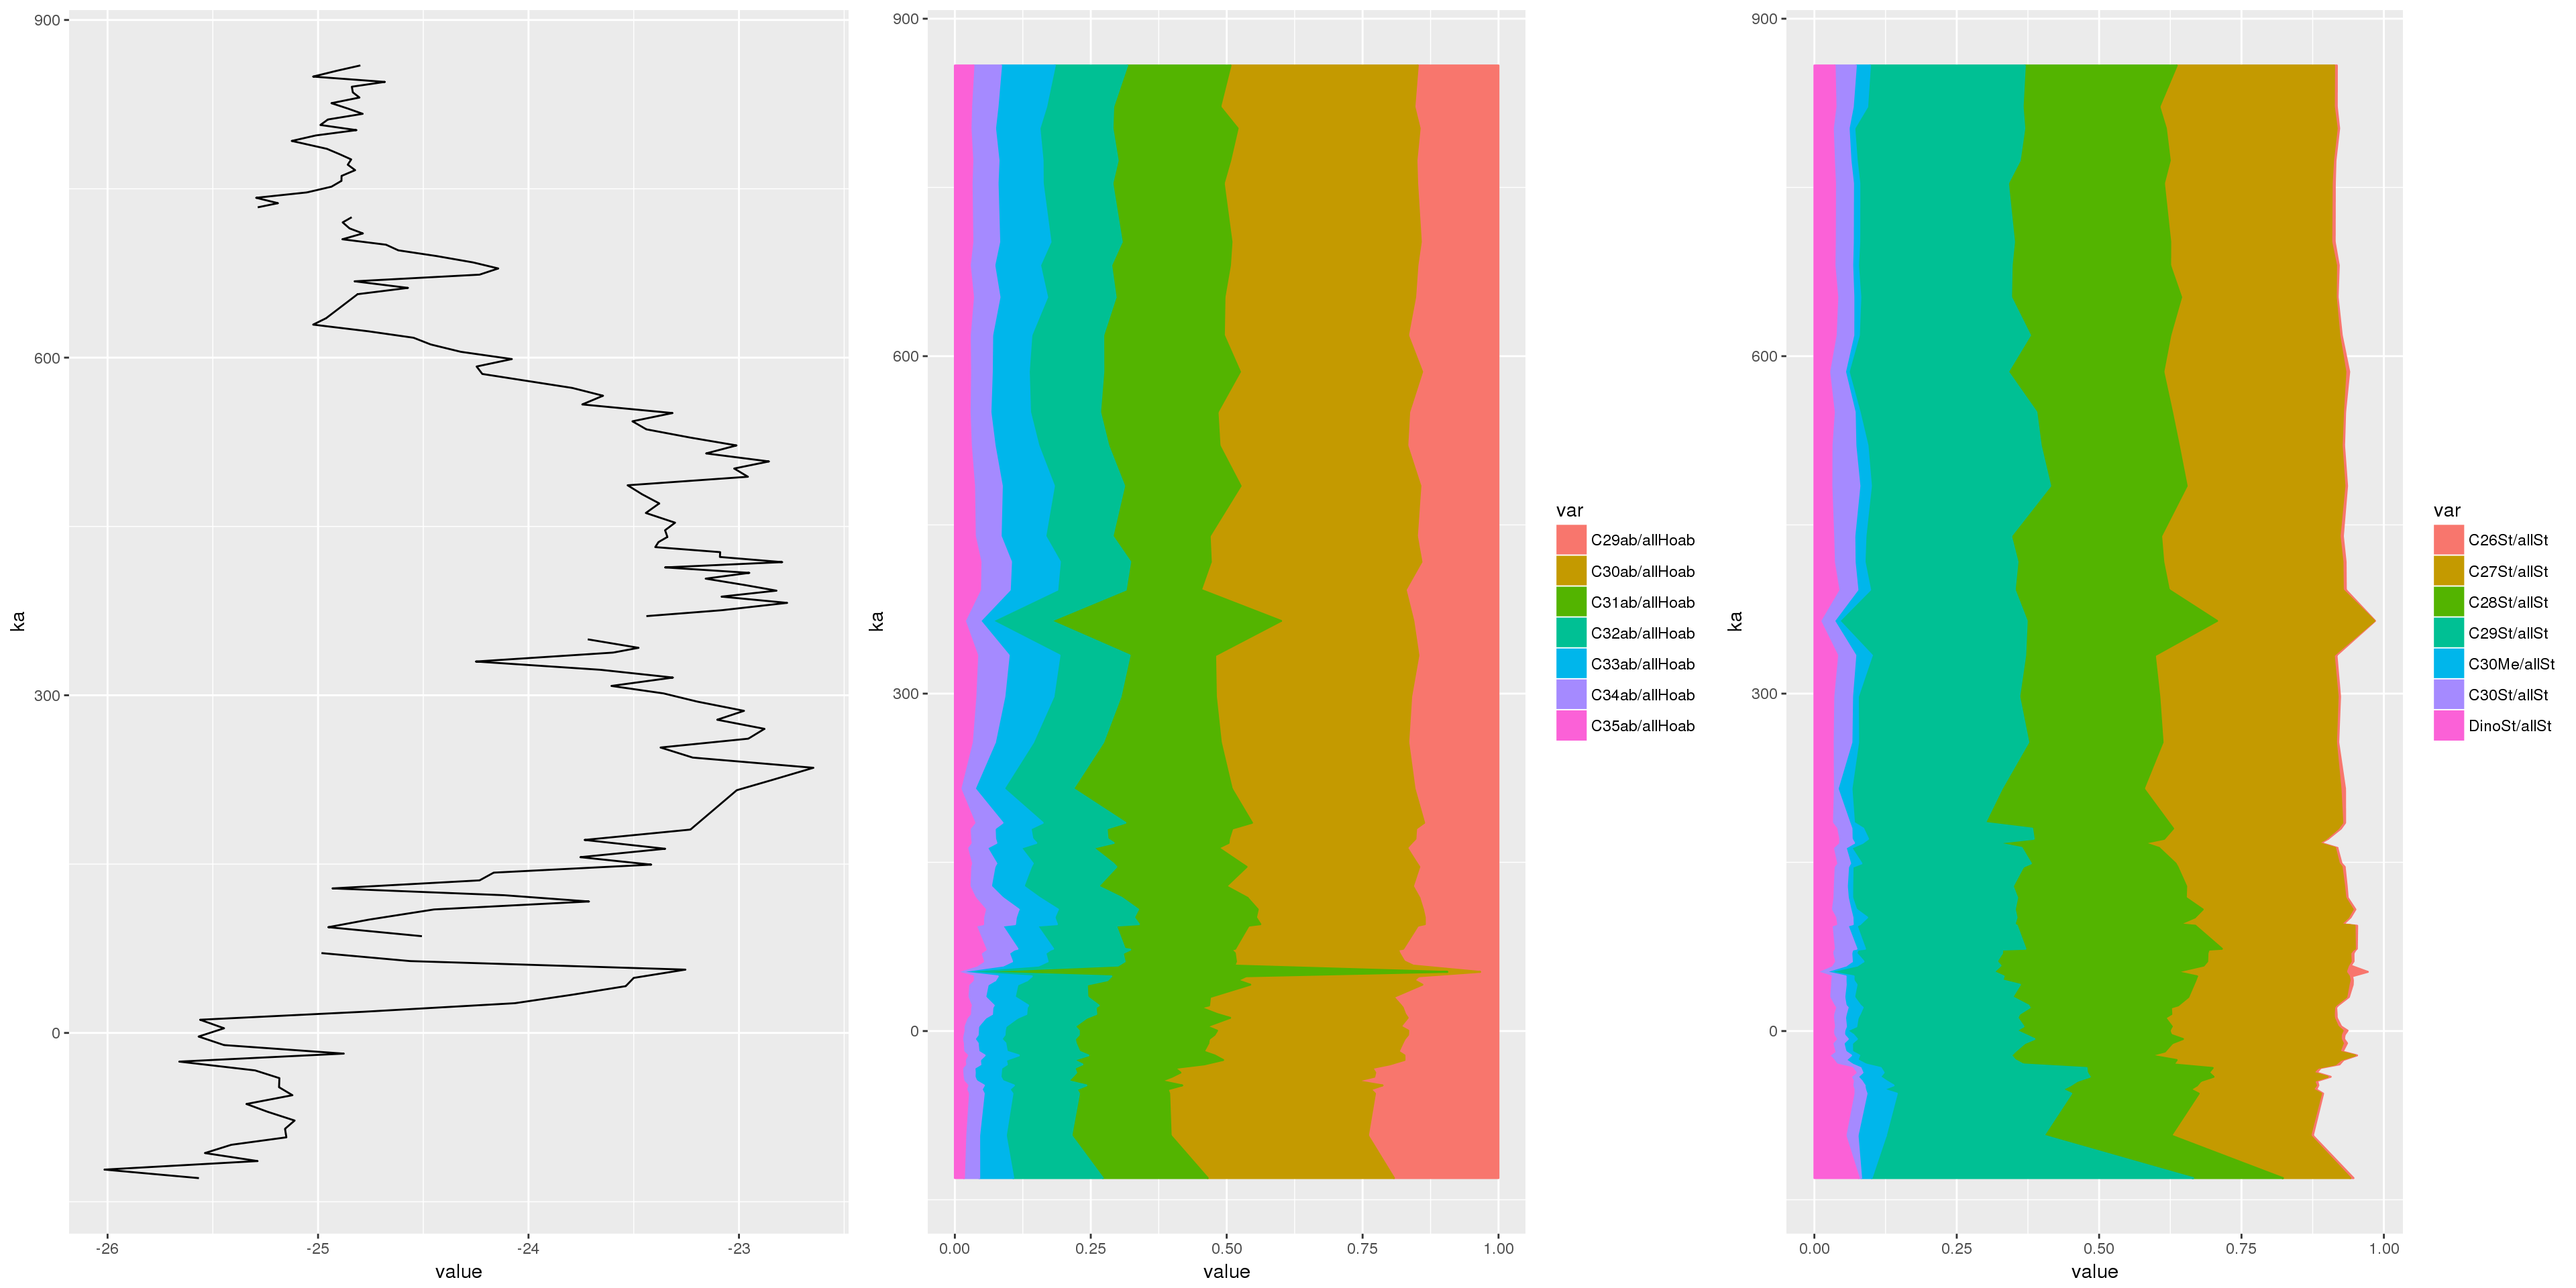 900
600
300
0
ka
-26
-25
-24
-23
value
900
600
300
0
ka
0.00
0.25
0.50
0.75
1.00
value
var
C29ab/allHoab
C30ab/allHoab
C31ab/allHoab
C32ab/allHoab
C33ab/allHoab
C34ab/allHoab
C35ab/allHoab
900
600
300
0
ka
0.00
0.25
0.50
0.75
1.00
value
var
C26St/allSt
C27St/allSt
C28St/allSt
C29St/allSt
C30Me/allSt
C30St/allSt
DinoSt/allSt